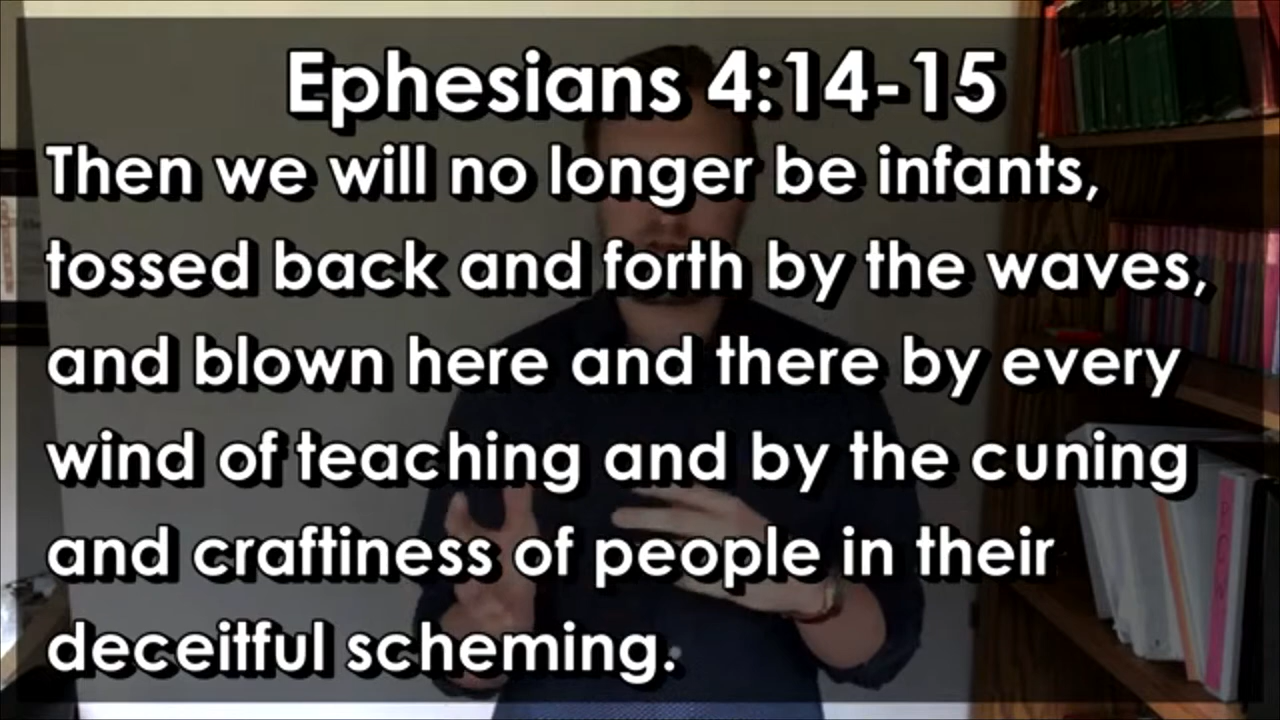 Ephesians 4:14-15
Then we will no longer be infants,
tossed back and forth by the waves,
and blown here and there by every
wind of teaching and by the cuning
and craftiness of people in their
deceitful scheming.